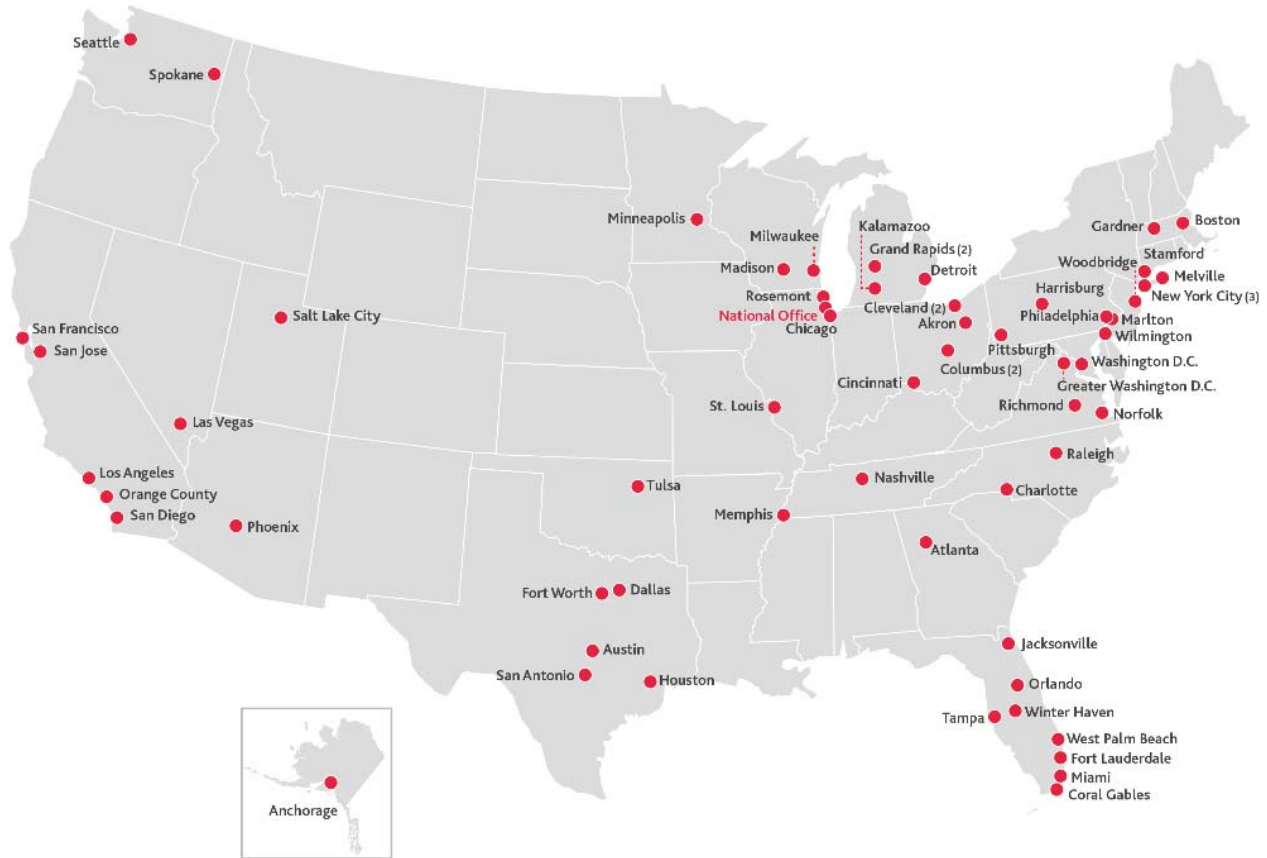 Seattle
Spokane
Minneapolis
Milwaukee
Kalamazoo
Grand Rapids (2)
Madison
Detroit
Gardner
Boston
Stamford
Woodbridge
Melville
Rosemont
Cleveland (2)
Harrisburg
New York City (3)
National Office
Salt Lake City
Chicago
Akron
Philadelphia
Marlton
San Francisco
Wilmington
San Jose
Pittsburgh
Columbus (2)
Washington D.C.
Cincinnati
Greater Washington D.C.
St. Louis
Richmond
Norfolk
Las Vegas
Raleigh
Los Angeles
Orange County
San Diego
Phoenix
Tulsa
Nashville
Charlotte
Memphis
Atlanta
Fort Worth
Dallas
Austin
San Antonio
Houston
Jacksonville
Orlando
Winter Haven
Tampa
West Palm Beach
Fort Lauderdale
Miami
Coral Gables
Anchorage